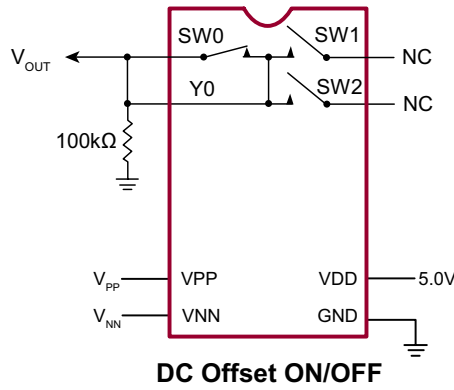 SW0
SW1
V_OUT
NC
SW2
Y0
NC
100kΩ
V_PP
VPP
VDD
5.0V
V_NN
VNN
GND
DC Offset ON/OFF